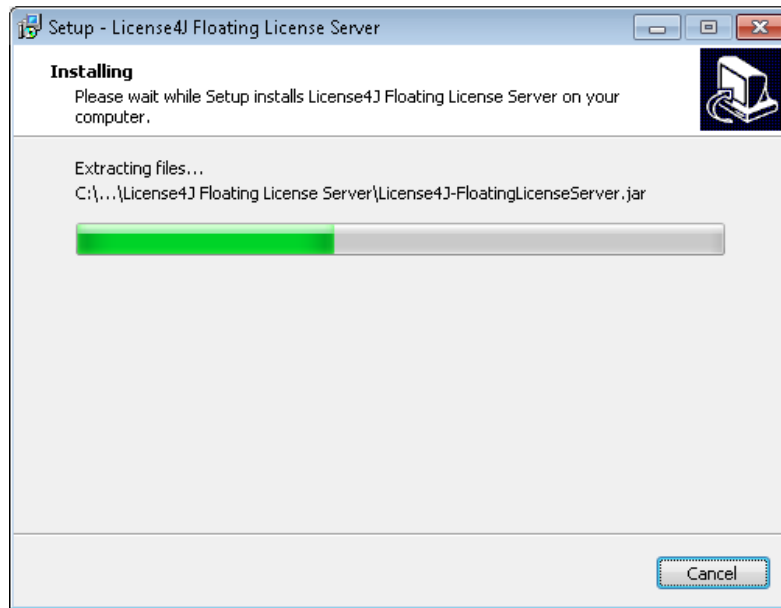 Setup - License4J Floating License Server
Installing
Please wait while Setup installs License4J Floating License Server on your
computer.
Extracting files...
C:\...\License4J Floating License Server\License4J-FloatingLicenseServer.jar
Cancel